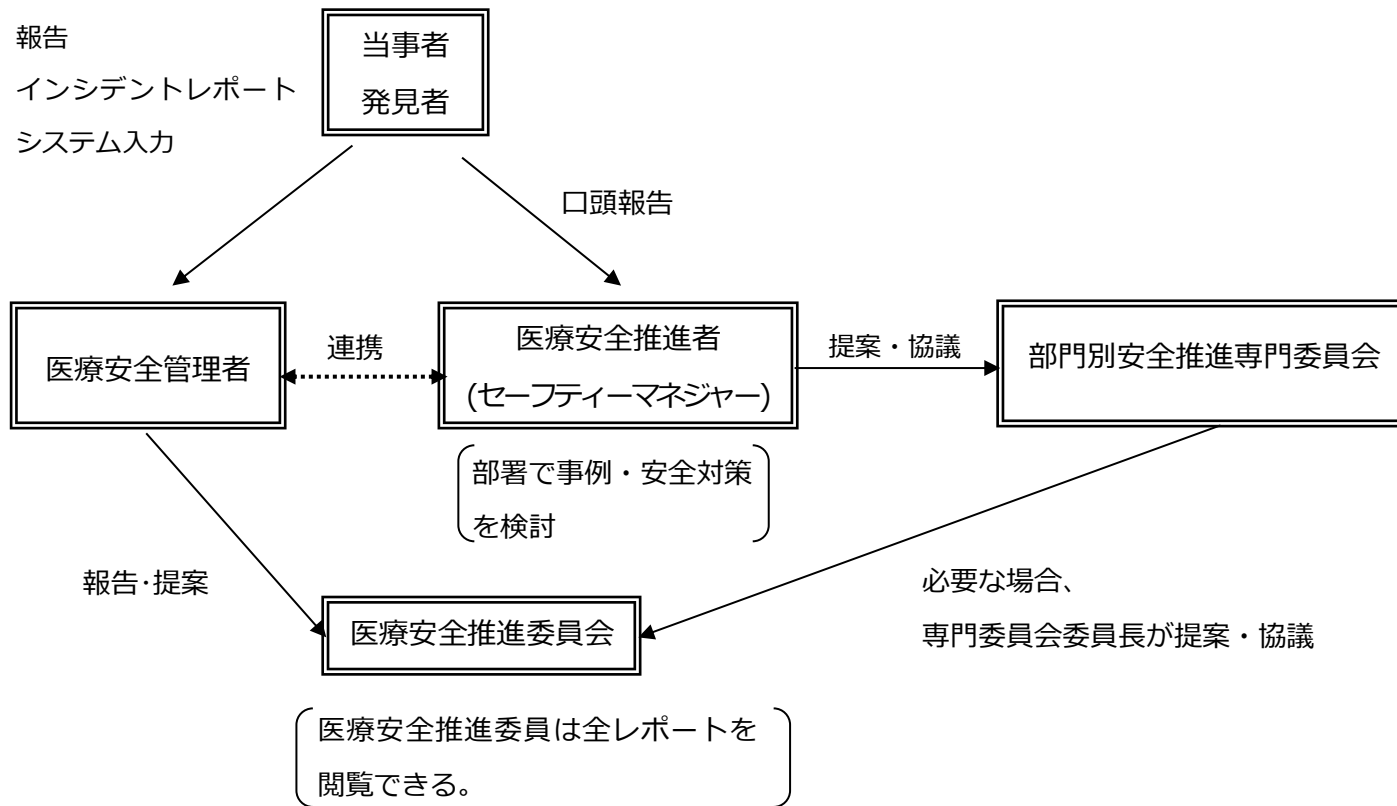 報告
インシデントレポート
システム入力
当事者
発見者
口頭報告
医療安全管理者
連携
医療安全推進者
(セーフティーマネジャー)
提案・協議
部門別安全推進専門委員会
部署で事例・安全対策
を検討
報告･提案
医療安全推進委員会
必要な場合、
専門委員会委員長が提案・協議
医療安全推進委員は全レポートを
閲覧できる。